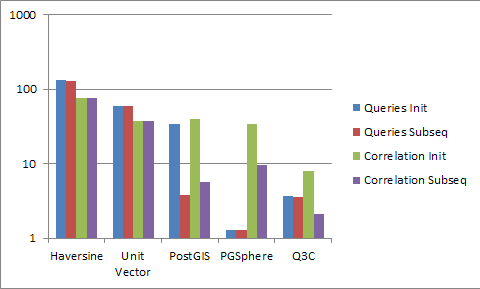 1000
100
10
1
Haversine
Unit
Vector
PostGIS
PGSphere
Q3C
Queries Init
Queries Subseq
Correlation Init
Correlation Subseq